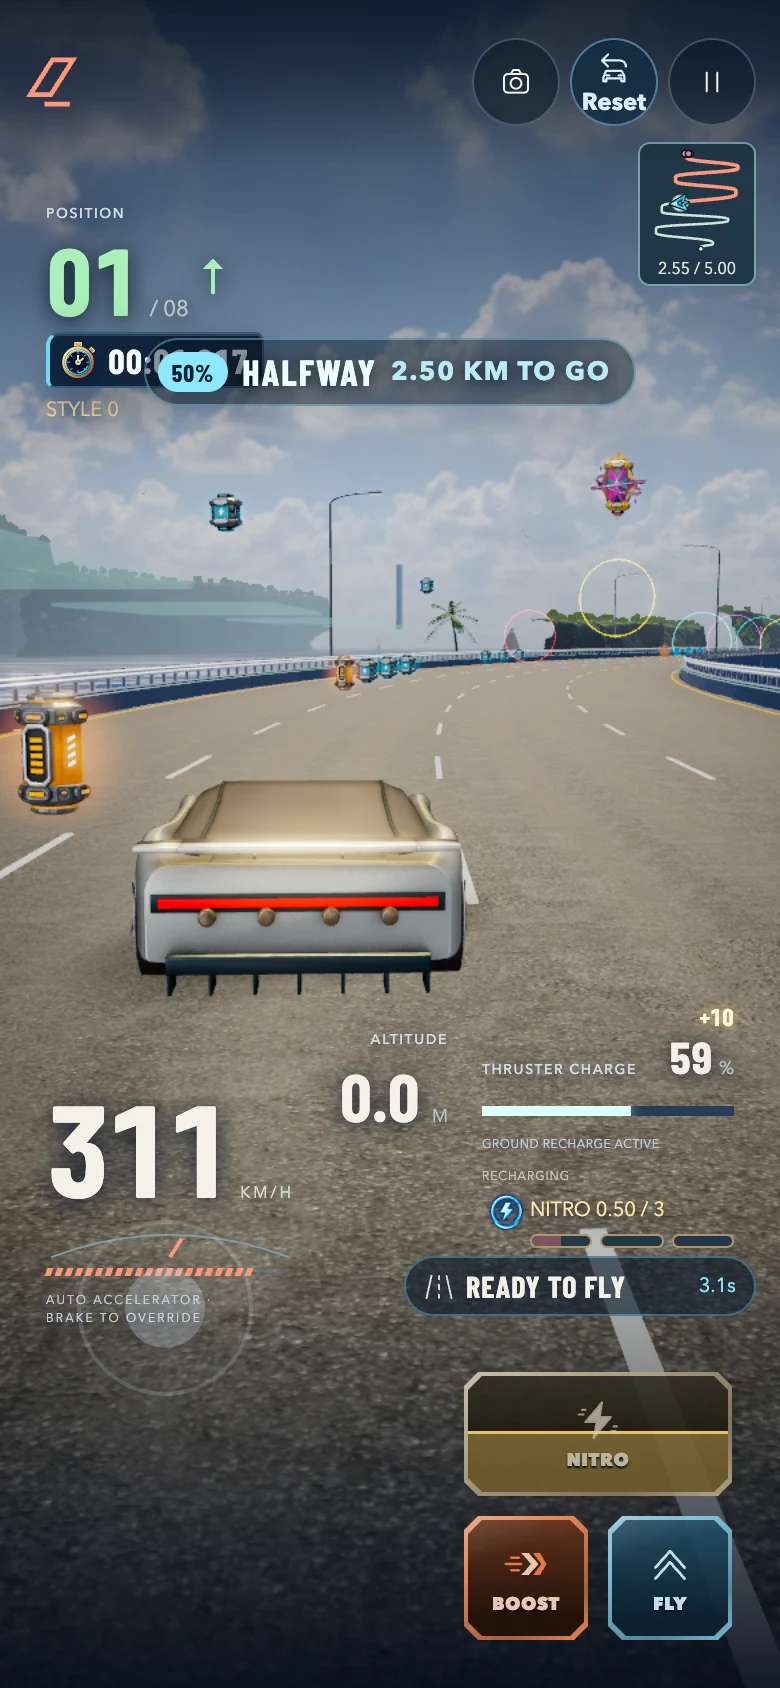 Reset
2.55 / 5.00
POSITION
01 / 08
00:
50% HALFWAY 2.50 KM TO GO
STYLE 0
+10
ALTITUDE
THRUSTER CHARGE 59 %
0.0 M
GROUND RECHARGE ACTIVE
311 KM/H
RECHARGING
NITRO 0.50 / 3
READY TO FLY 3.1s
AUTO ACCELERATOR ·
BRAKE TO OVERRIDE
NITRO
BOOST
FLY